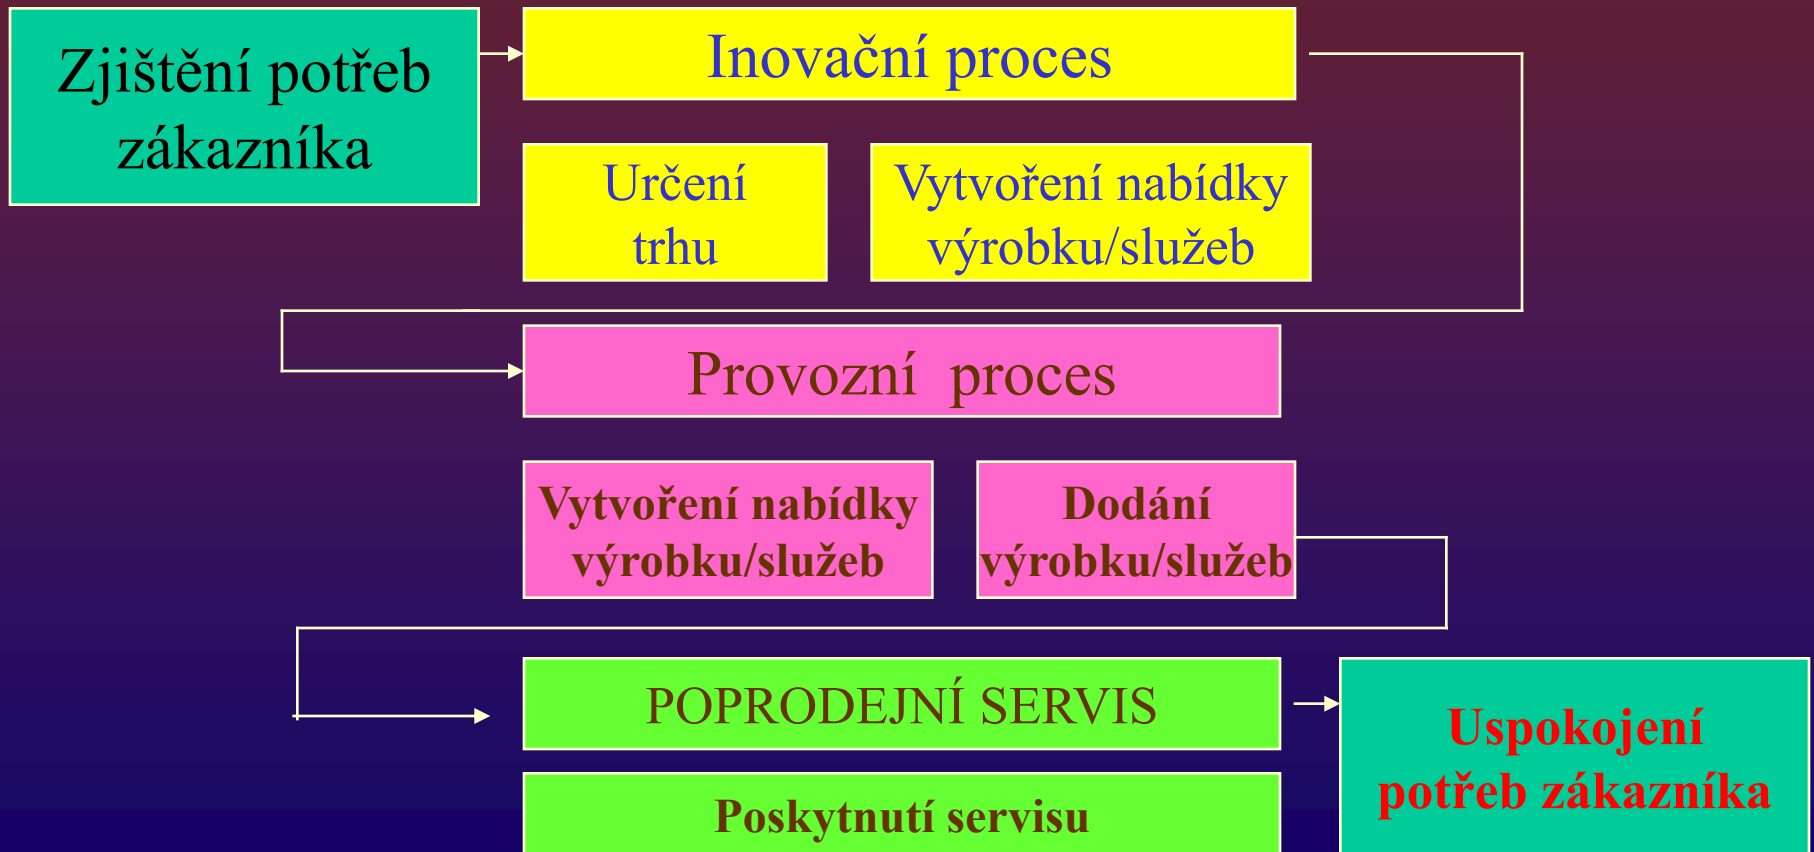 Zjištění potřeb
zákazníka
Inovační proces
Určení
trhu
Vytvoření nabídky
výrobku/služeb
Provozní  proces
Vytvoření nabídky
výrobku/služeb
Dodání
výrobku/služeb
POPRODEJNÍ SERVIS
Uspokojení
potřeb zákazníka
Poskytnutí servisu